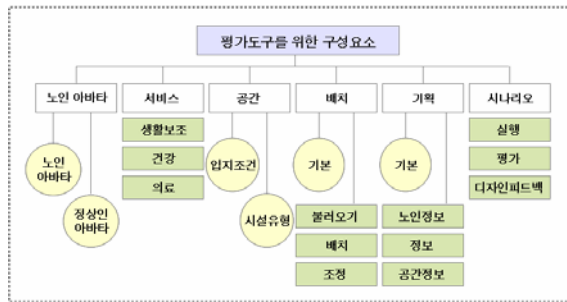 평가도구를 위한 구성요소
노인 아바타
서비스
공간
배치
기획
시나리오
노인
아바타
정상인
아바타
생활보조
건강
의료
입지조건
시설유형
기본
불러오기
배치
조정
기본
노인정보
정보
공간정보
실행
평가
디자인피드백